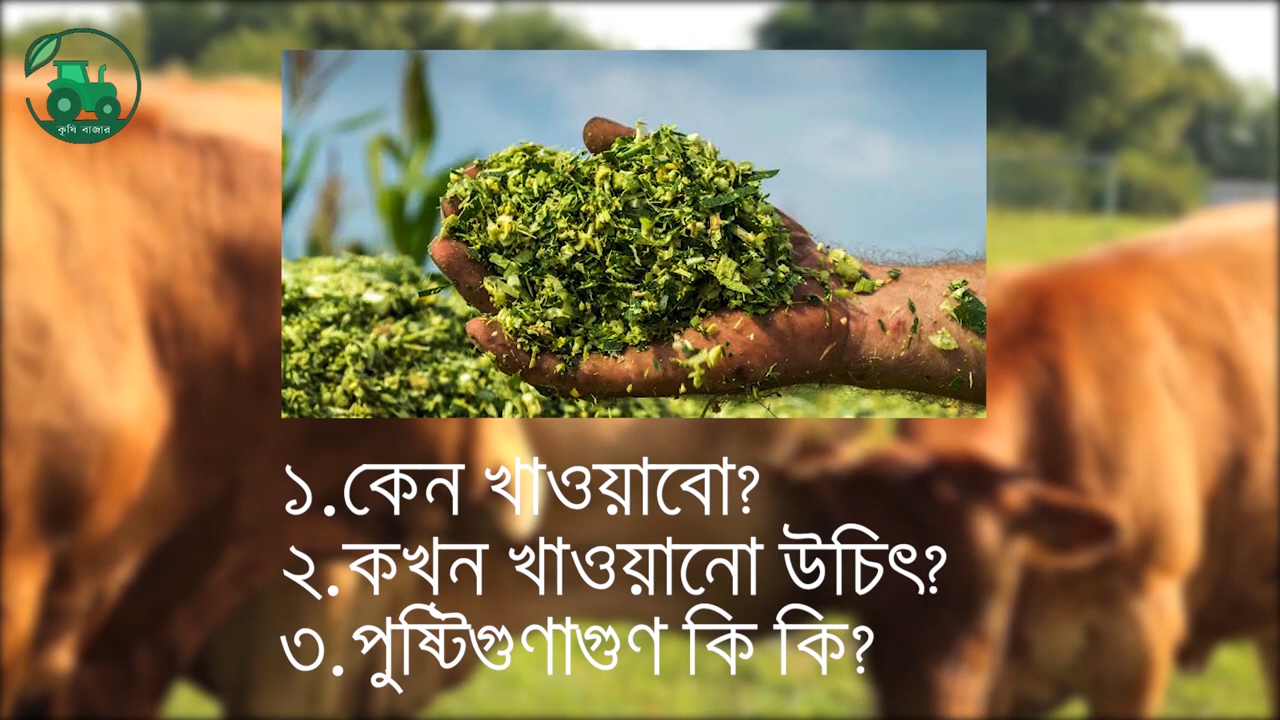 কৃষি বাজার
১.কেন খাওয়াবো?
২.কখন খাওয়ানো উচিৎ?
৩.পুষ্টিগুণাগুণ কি কি?